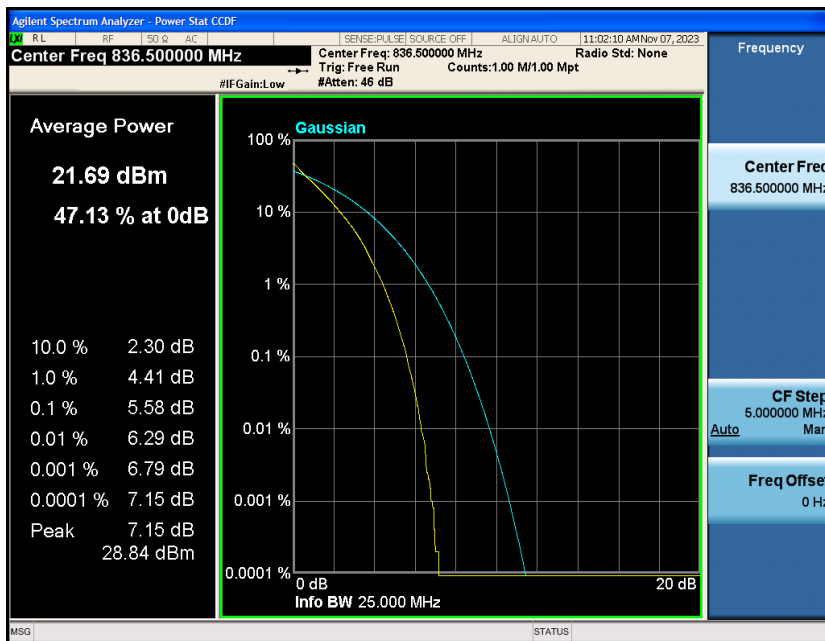 Agilent Spectrum Analyzer - Power Stat CCDF
LXI RL RF 50 Ω AC SENSE:PULSE SOURCE OFF ALIGN AUTO 11:02:10 AM Nov 07, 2023
Center Freq 836.500000 MHz
Center Freq: 836.500000 MHz Radio Std: None
Trig: Free Run Counts:1.00 M/1.00 Mpt
#IFGain:Low #Atten: 46 dB
Frequency
Average Power
21.69 dBm
47.13 % at 0dB
10.0 % 2.30 dB
1.0 % 4.41 dB
0.1 % 5.58 dB
0.01 % 6.29 dB
0.001 % 6.79 dB
0.0001 % 7.15 dB
Peak 7.15 dB
28.84 dBm
Gaussian
100 %
10 %
1 %
0.1 %
0.01 %
0.001 %
0.0001 %
0 dB 20 dB
Info BW 25.000 MHz
Center Freq
836.500000 MHz
CF Step
5.000000 MHz
Auto Man
Freq Offset
0 Hz
MSG STATUS